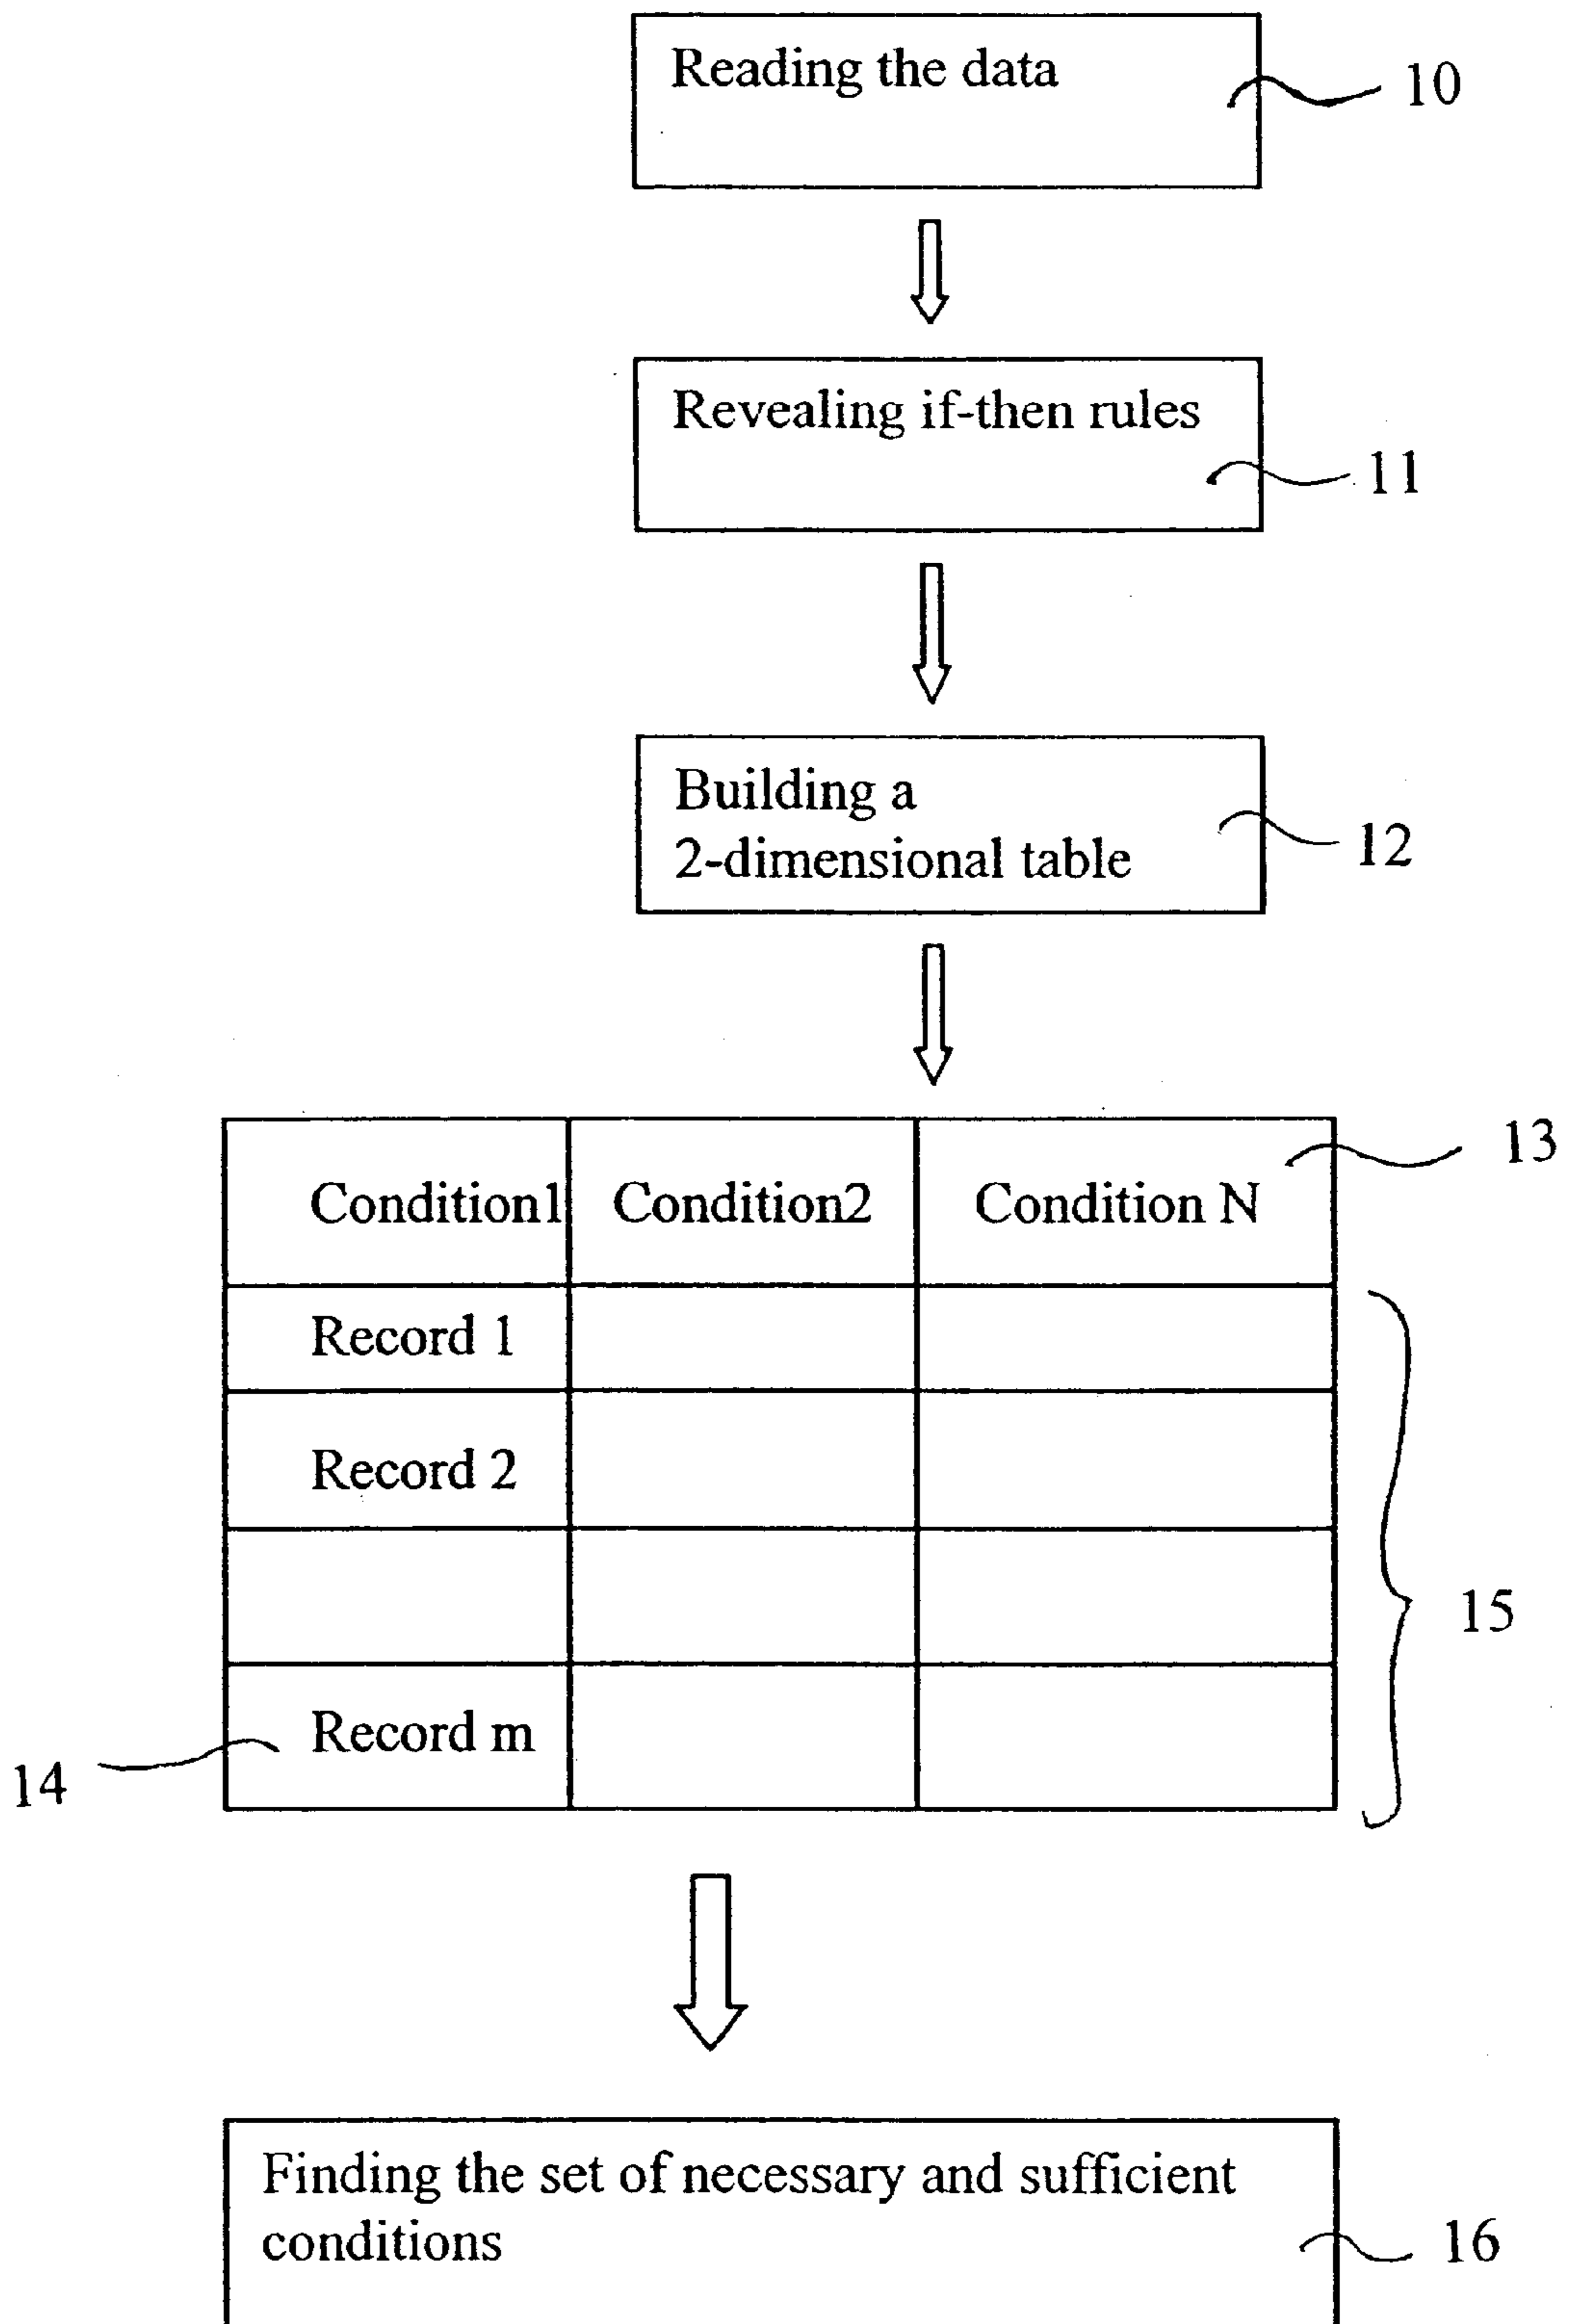 Reading the data
10
Revealing if-then rules
11
Building a
2-dimensional table
12
13
Condition1 Condition2 Condition N
Record 1
Record 2
15
Record m
14
Finding the set of necessary and sufficient
conditions
16